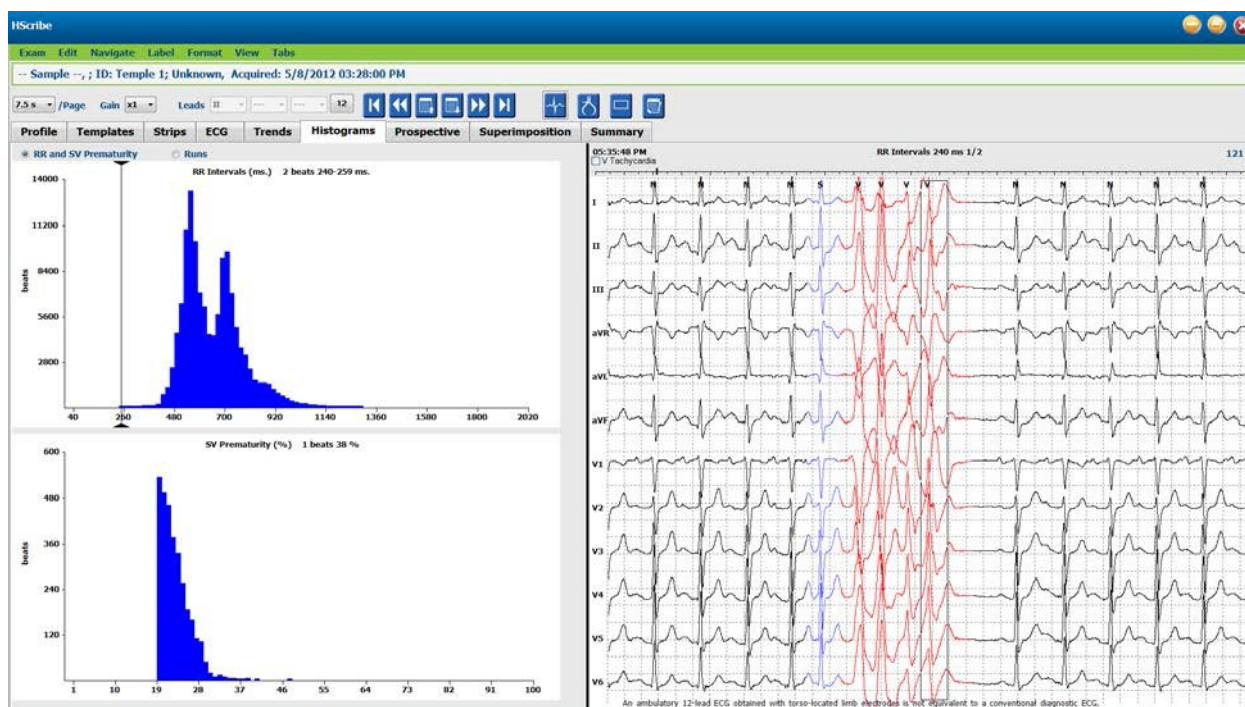 HScribe
Exam Edit Navigate Label Format View Tabs
-- Sample --, ; ID: Temple 1; Unknown, Acquired: 5/8/2012 03:28:00 PM
7.5 s /Page Gain x1 Leads II --- --- 12
Profile Templates Strips ECG Trends Histograms Prospective Superimposition Summary
RR and SV Prematurity Runs
RR Intervals (ms.) 2 beats 240-259 ms.
14000
11200
8400
5600
2800
beats
40 260 480 700 920 1140 1360 1580 1800 2020
SV Prematurity (%) 1 beats 38 %
600
480
360
240
120
beats
1 10 19 28 37 46 55 64 73 82 91 100
05:35:48 PM RR Intervals 240 ms 1/2 121
V Tachycardia
N N N N S V V V V N N N N N
I
II
III
aVR
aVL
aVF
V1
V2
V3
V4
V5
V6
An ambulatory 12-lead ECG obtained with torso-located limb electrodes is not equivalent to a conventional diagnostic ECG.